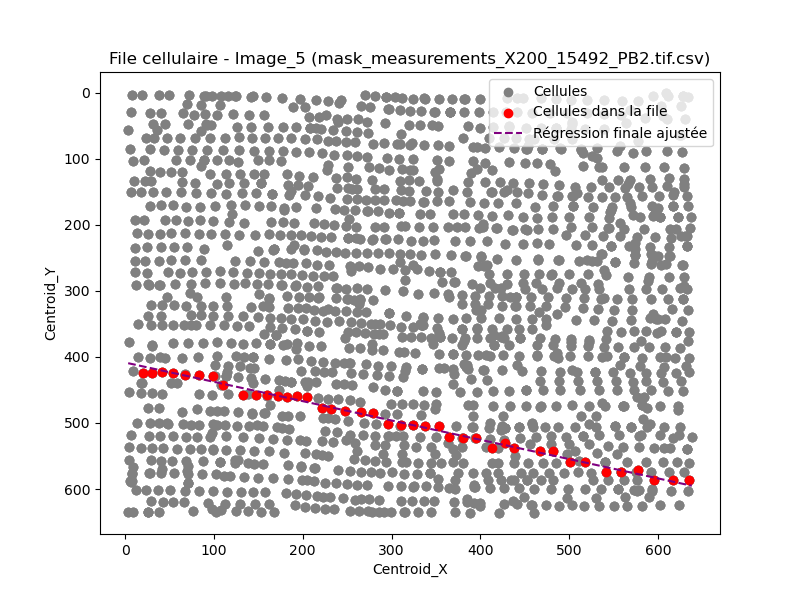 File cellulaire - Image_5 (mask_measurements_X200_15492_PB2.tif.csv)
Cellules
Cellules dans la file
Régression finale ajustée
Centroid_Y
0
100
200
300
400
500
600
0 100 200 300 400 500 600
Centroid_X